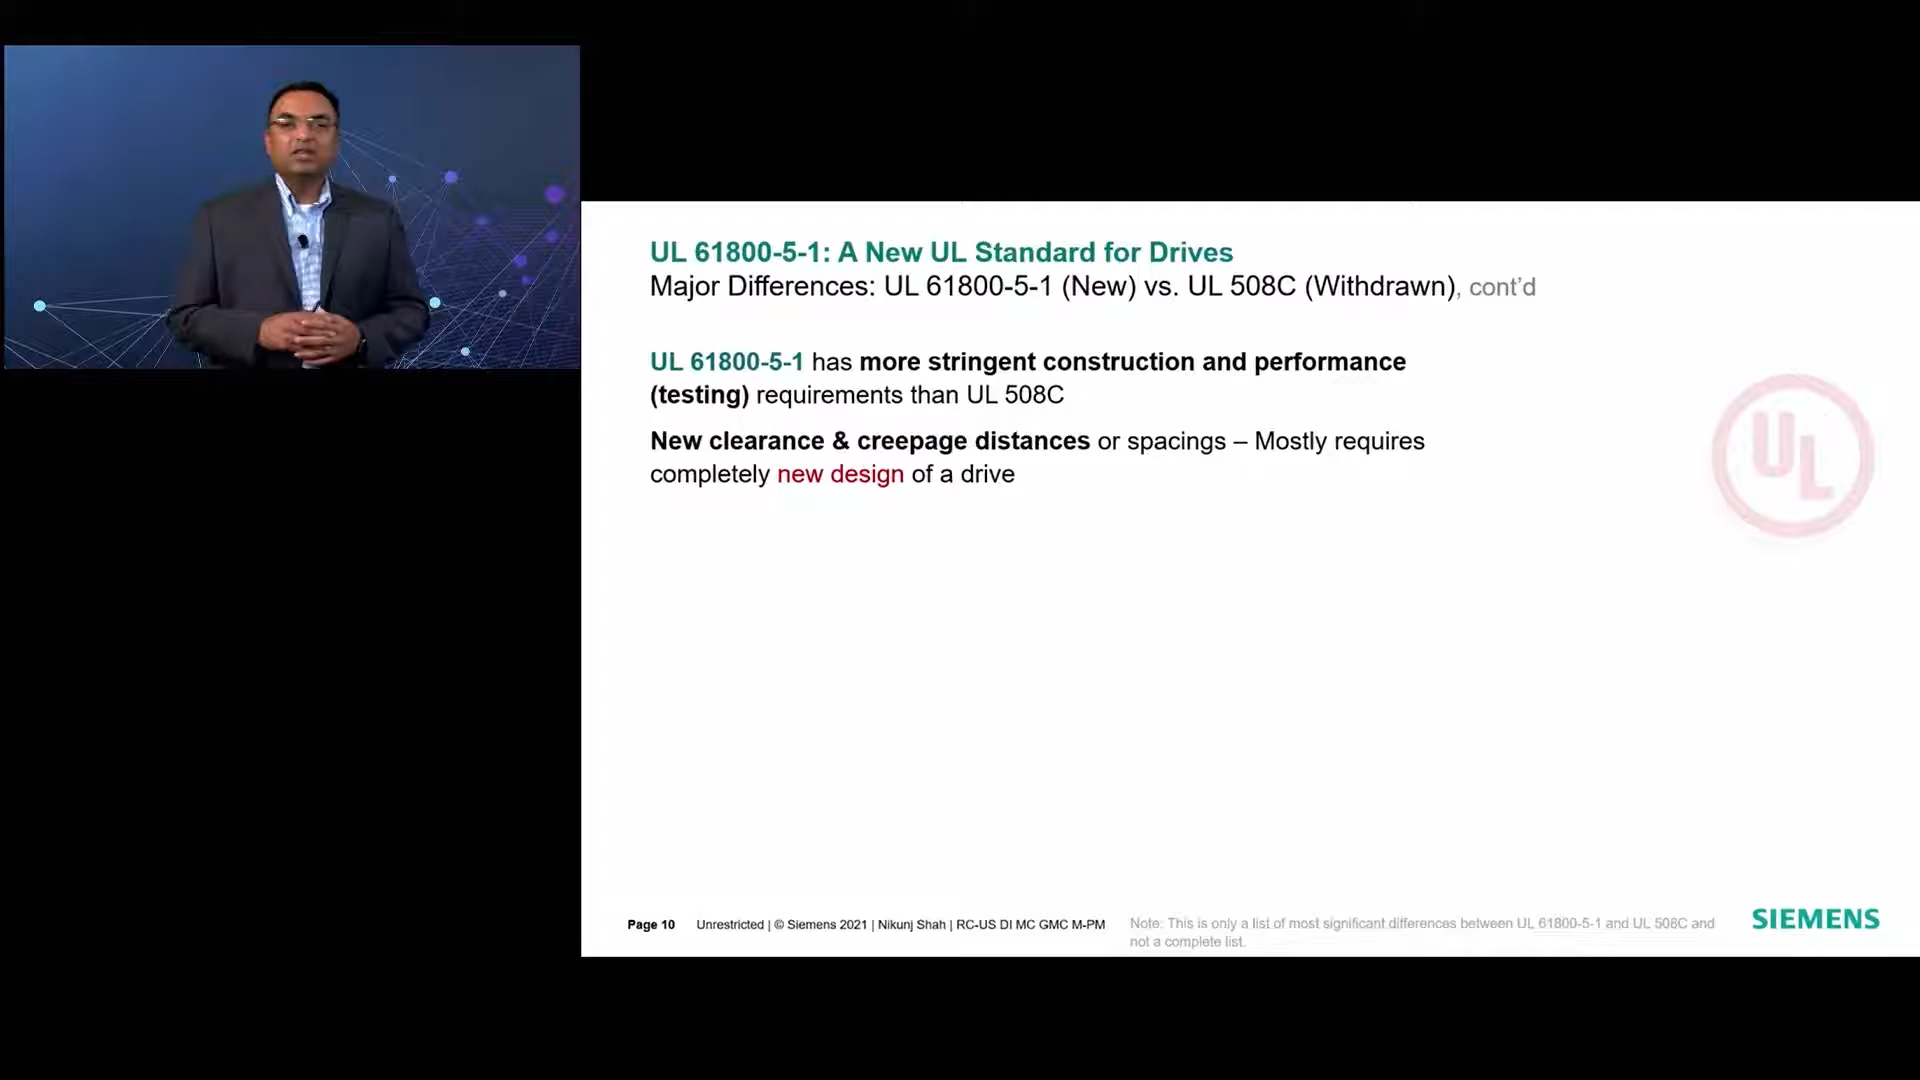 UL 61800-5-1: A New UL Standard for Drives
Major Differences: UL 61800-5-1 (New) vs. UL 508C (Withdrawn), cont’d
UL 61800-5-1 has more stringent construction and performance
(testing) requirements than UL 508C
New clearance & creepage distances or spacings – Mostly requires
completely new design of a drive
UL
Page 10 Unrestricted | © Siemens 2021 | Nikunj Shah | RC-US DI MC GMC M-PM
Note: This is only a list of most significant differences between UL 61800-5-1 and UL 508C and
not a complete list.
SIEMENS